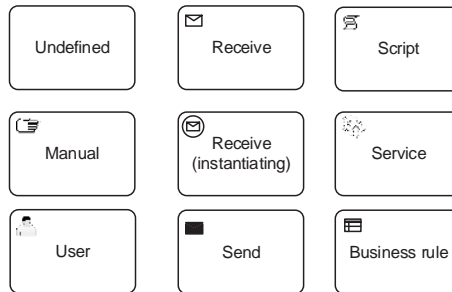 Undefined
Receive
Script
Manual
Receive
(instantiating)
Service
User
Send
Business rule